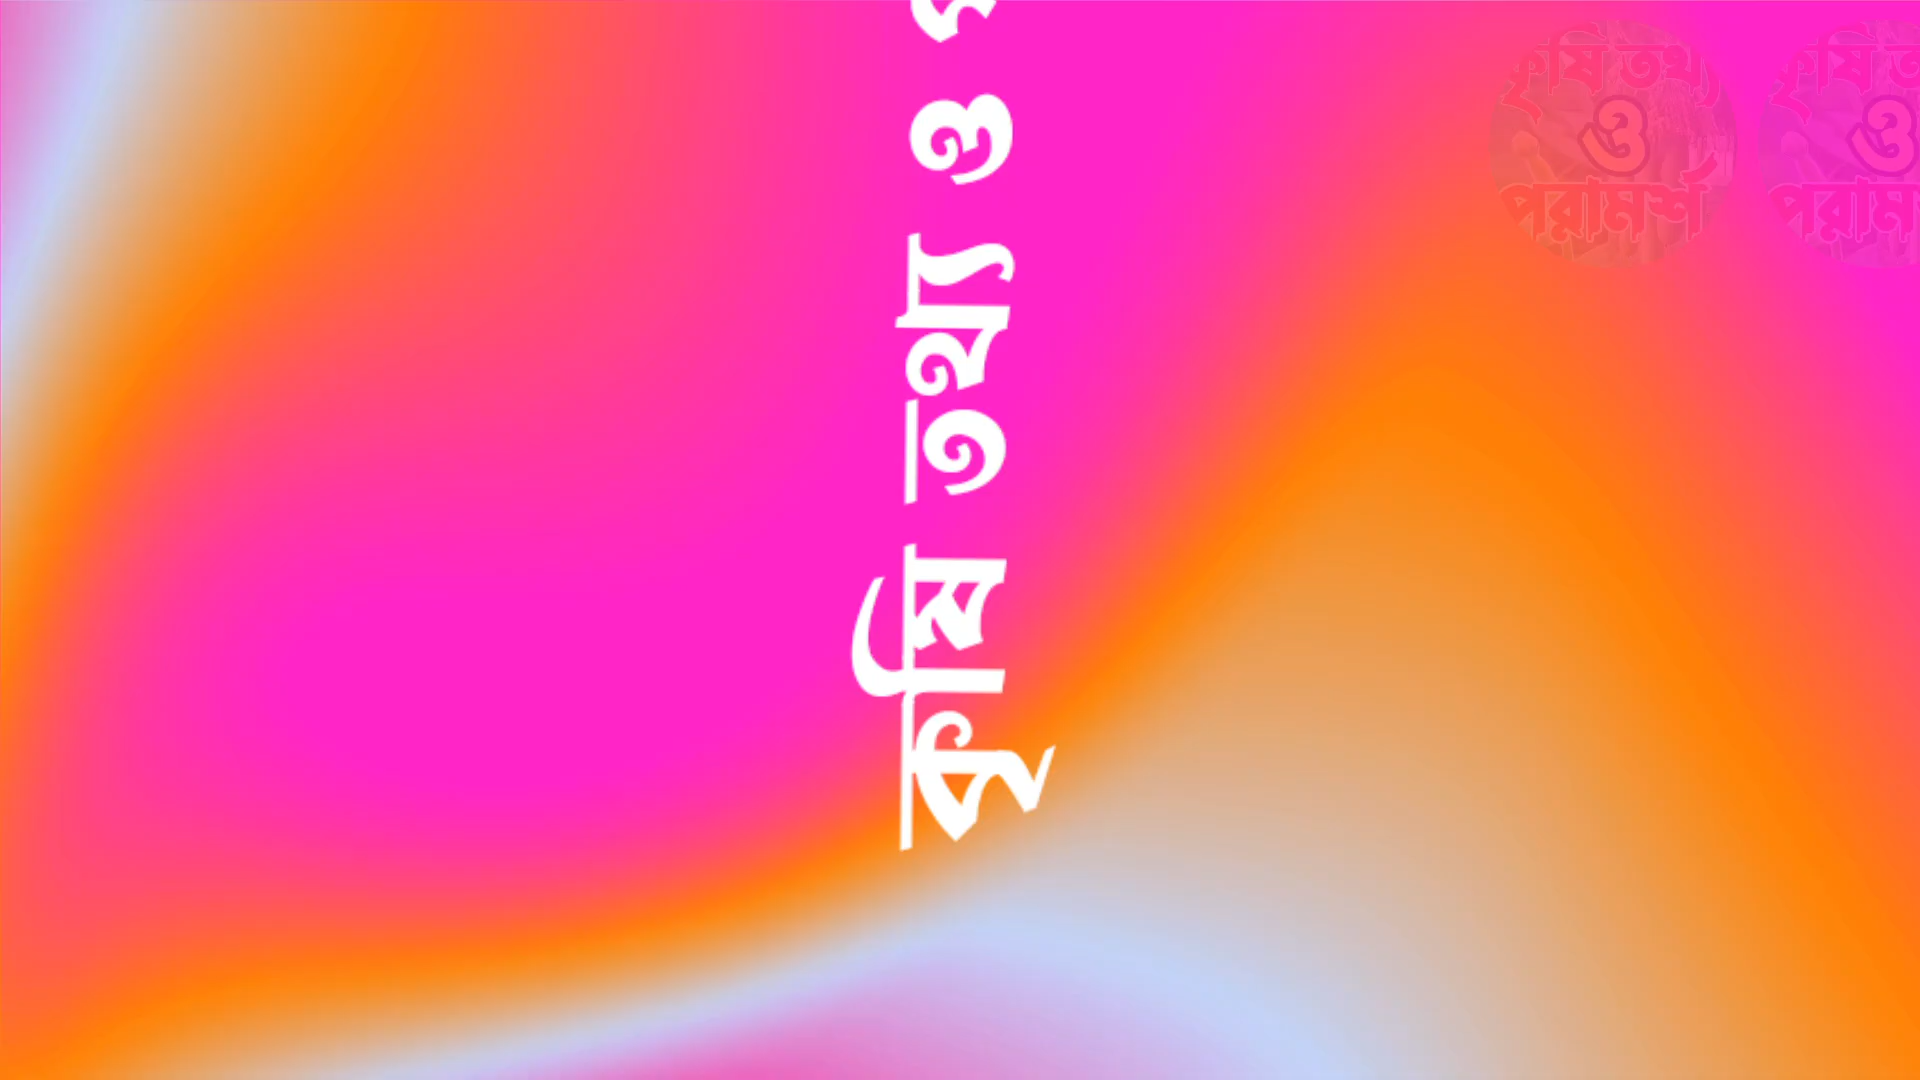 কৃষি তথ্য ও
কৃষি তথ্য
ও
পরামর্শ
ও